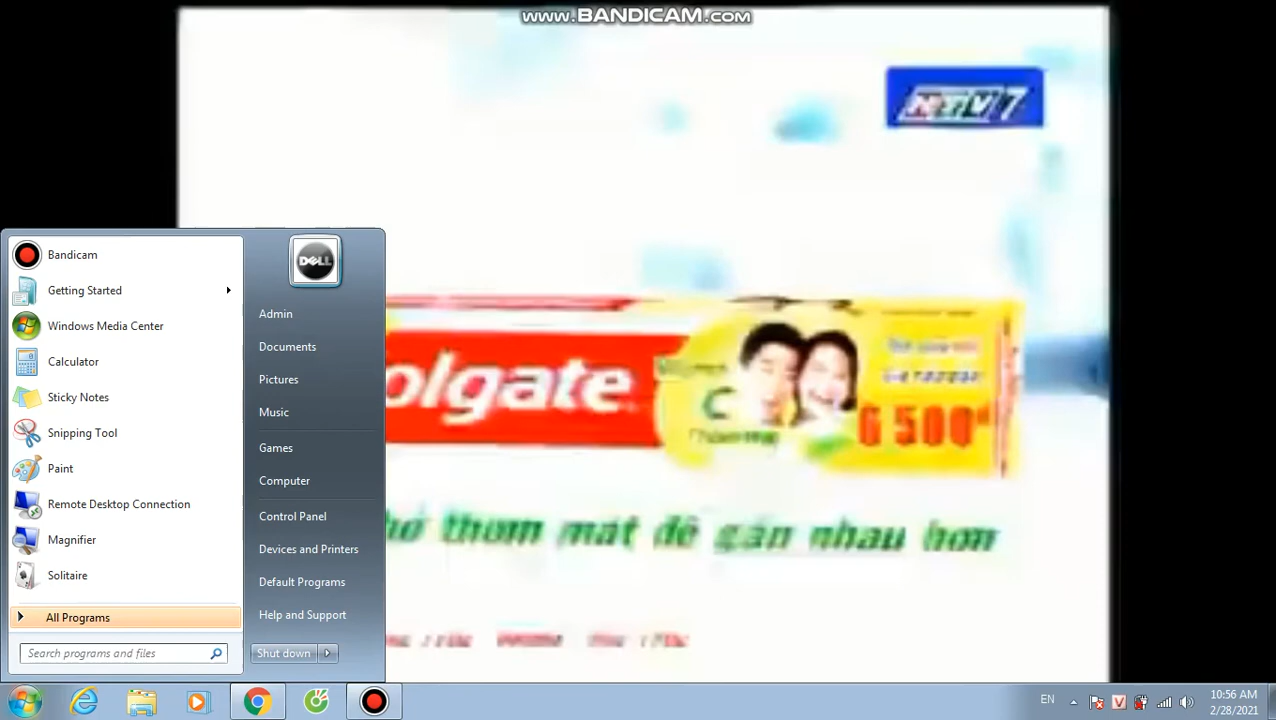 www.BANDICAM.com
HTV7
Bandicam
Getting Started
Windows Media Center
Calculator
Sticky Notes
Snipping Tool
Paint
Remote Desktop Connection
Magnifier
Solitaire
All Programs
Search programs and files
DELL
Admin
Documents
Pictures
Music
Games
Computer
Control Panel
Devices and Printers
Default Programs
Help and Support
Shut down
olgate
C
6 500đ
thở thơm mát để gần nhau hơn
EN
V
10:56 AM
2/28/2021